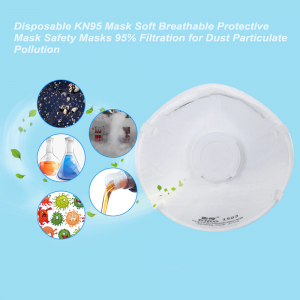 Disposable KN95 Mask Soft Breathable Protective
Mask Safety Masks 95% Filtration for Dust Particulate
Pollution